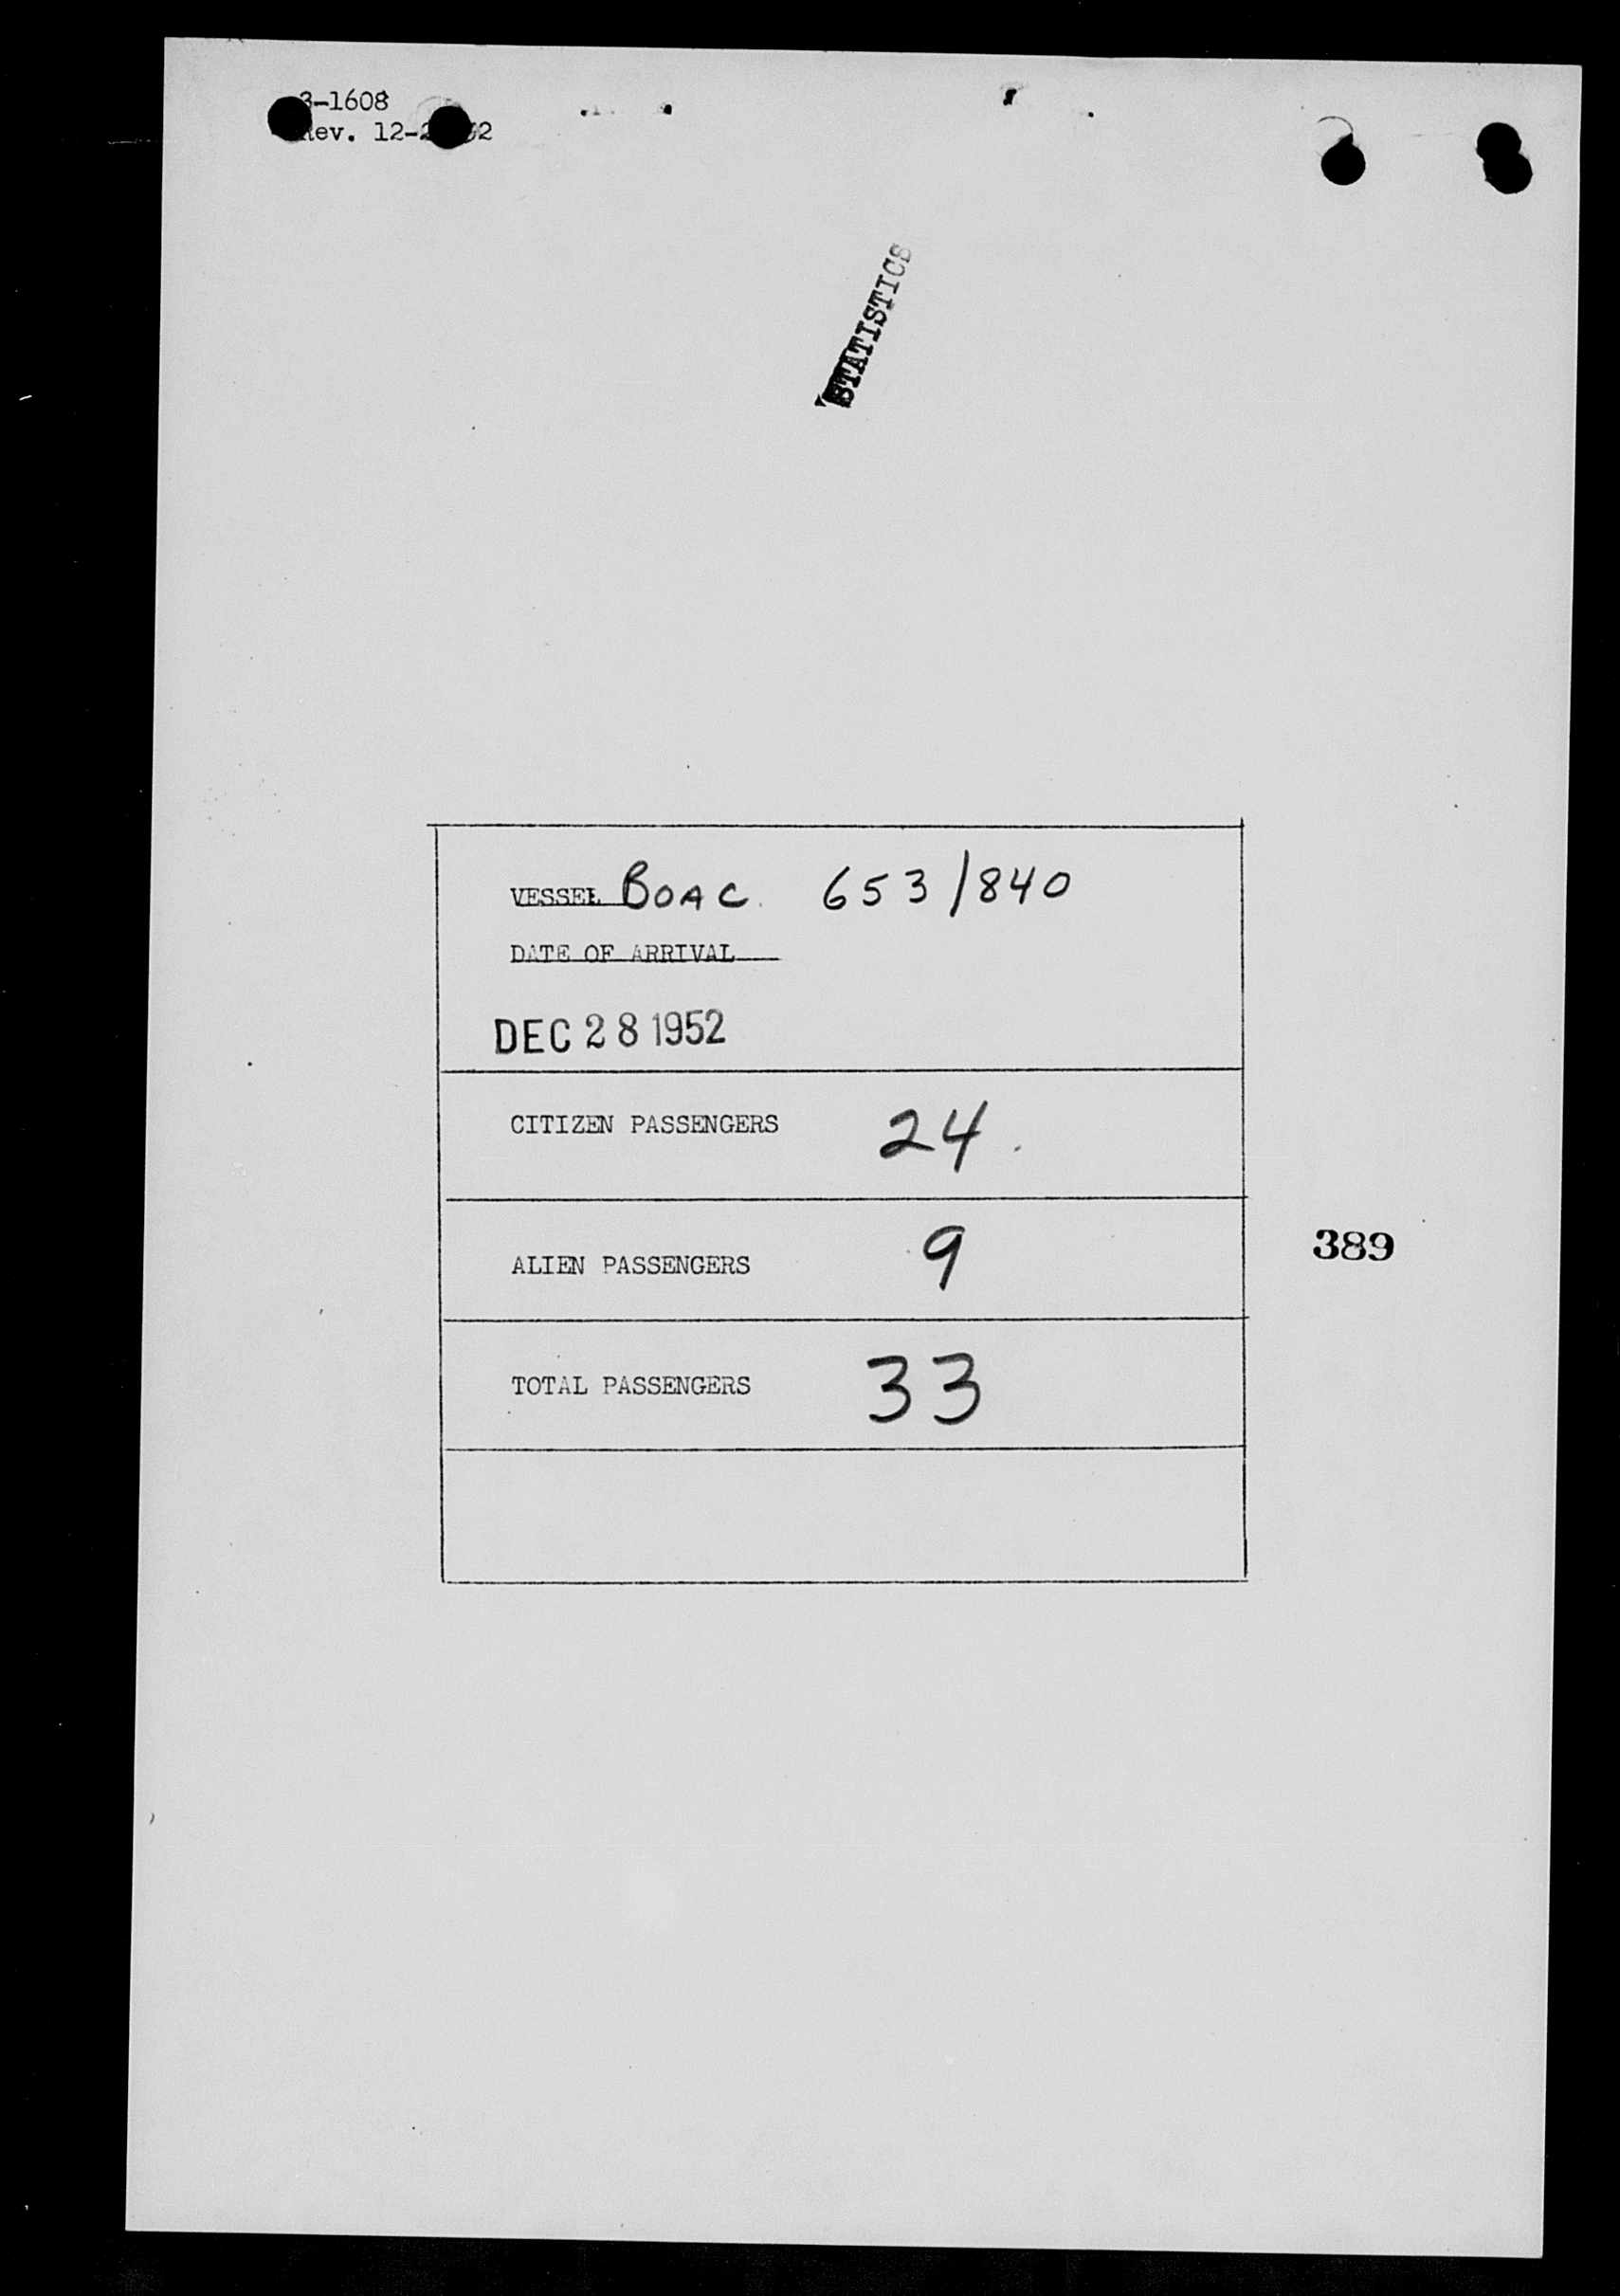 3-1608
Rev. 12-
STATISTICS
VESSEL BOAC. 653/840
DATE OF ARRIVAL
DEC 28 1952
CITIZEN PASSENGERS 24.
ALIEN PASSENGERS 9
389
TOTAL PASSENGERS 33